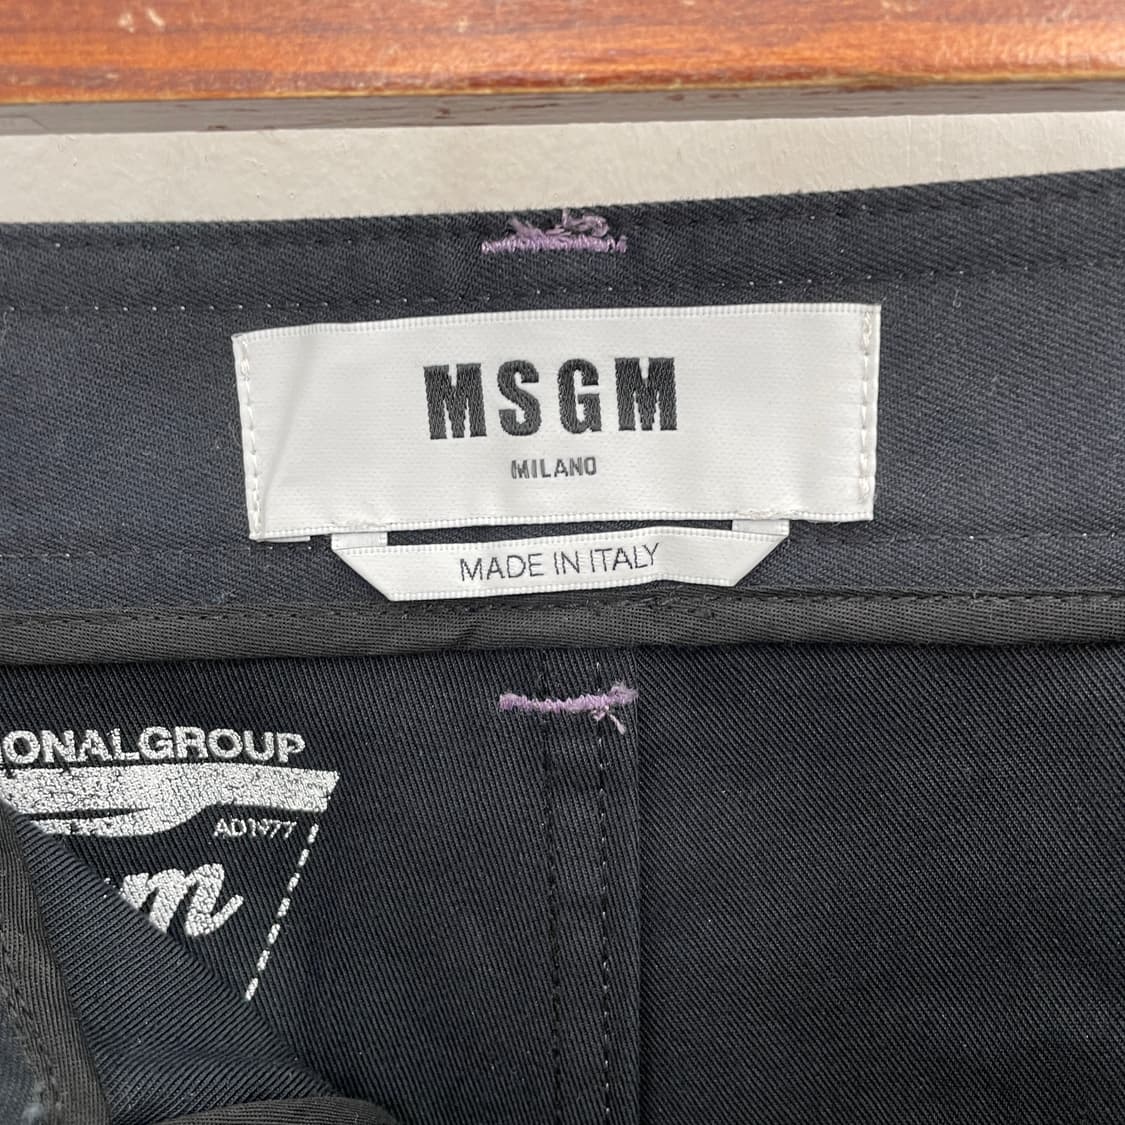 MSGM
MILANO
MADE IN ITALY
ONALGROUP
AD1977
m